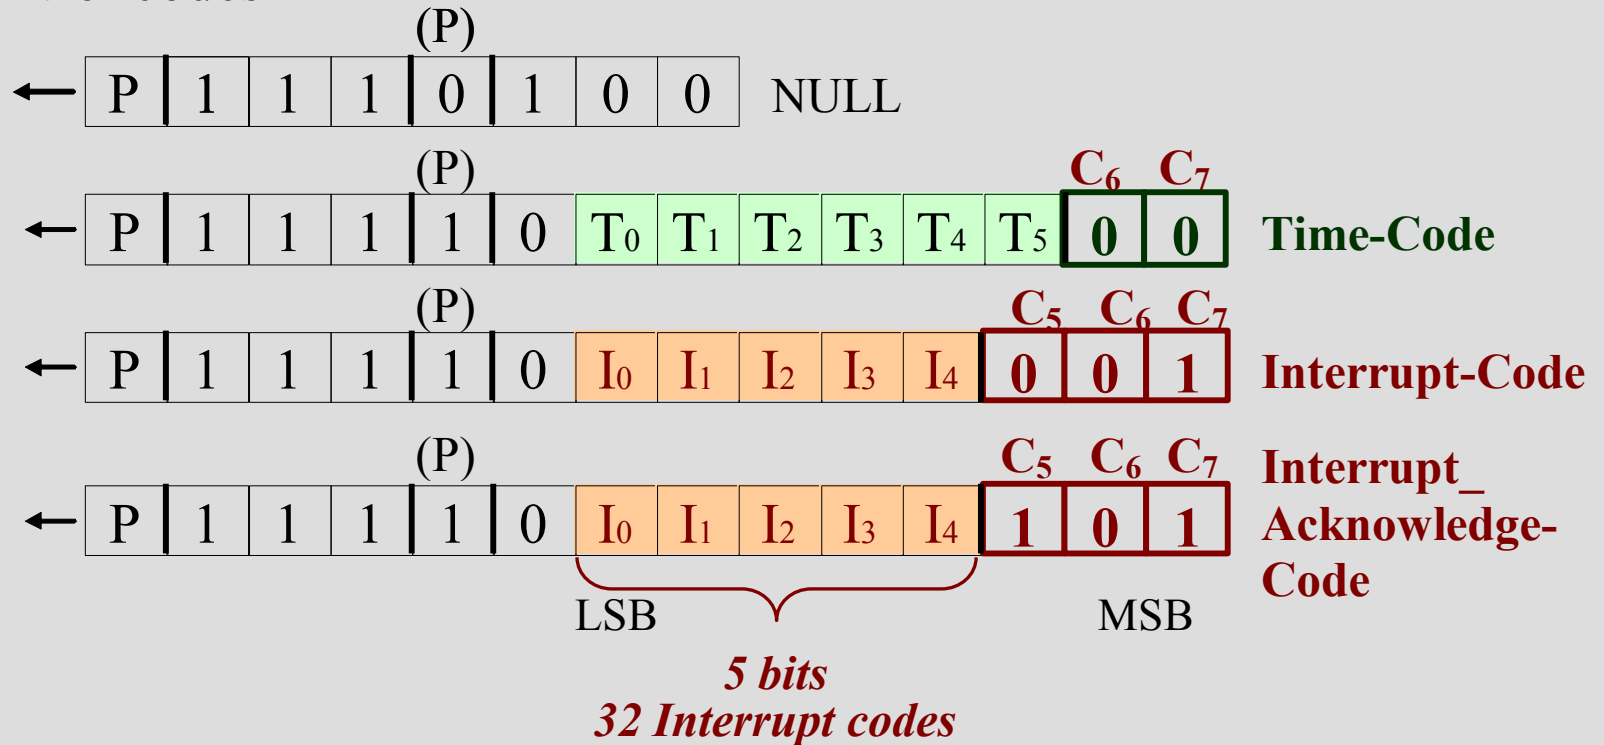 (P)
P 1 1 1 0 1 0 0 NULL
(P) C6 C7
P 1 1 1 1 0 T0 T1 T2 T3 T4 T5 0 0 Time-Code
(P) C5 C6 C7
P 1 1 1 1 0 I0 I1 I2 I3 I4 0 0 1 Interrupt-Code
(P) C5 C6 C7
P 1 1 1 1 0 I0 I1 I2 I3 I4 1 0 1 Interrupt_
Acknowledge-
Code
LSB MSB
5 bits
32 Interrupt codes